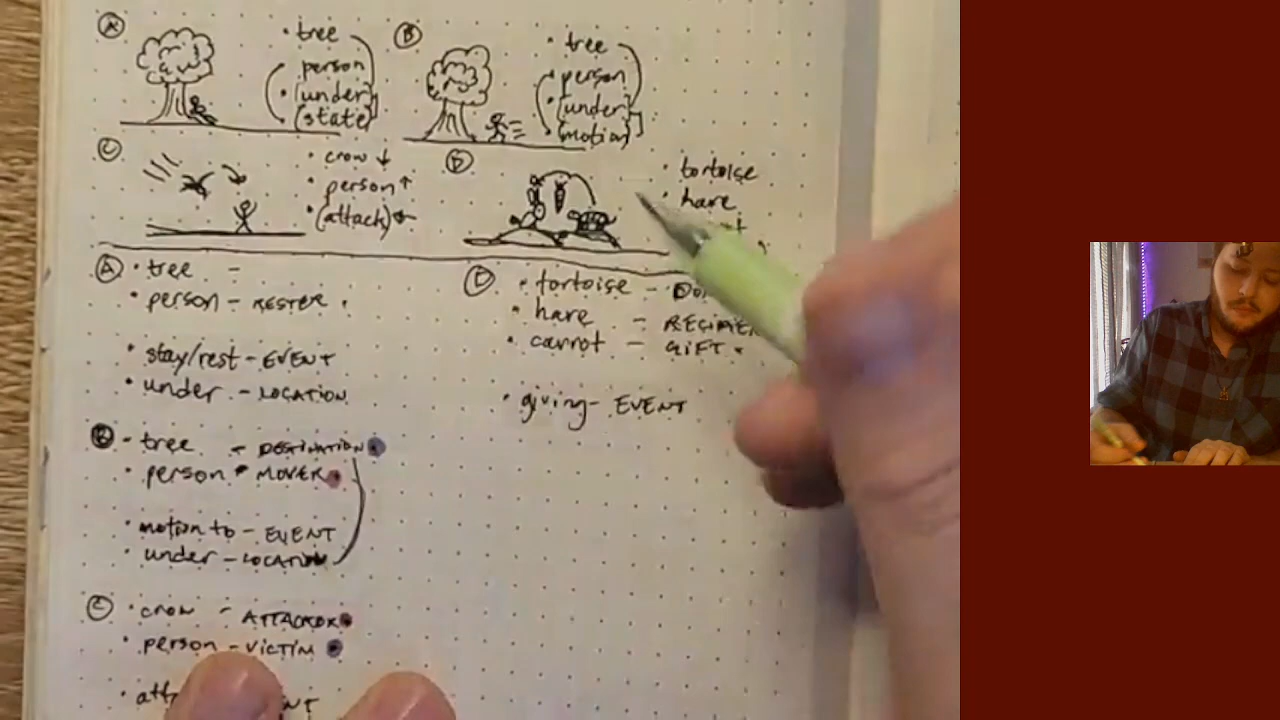 A
• tree
person
• (under)
(state)
B
• tree
person
• (under)
(motion)
C
• crow ↓
• person ↑
• (attack)
D
• tortoise
• hare
A • tree -
• person - RESTER
• stay/rest - EVENT
• under - LOCATION
B - tree - DESTINATION
• person - MOVER
• motion to - EVENT
• under - LOCATION
C • crow - ATTACKER
• person - VICTIM
D • tortoise -
• hare -
• carrot - GIFT
• giving - EVENT